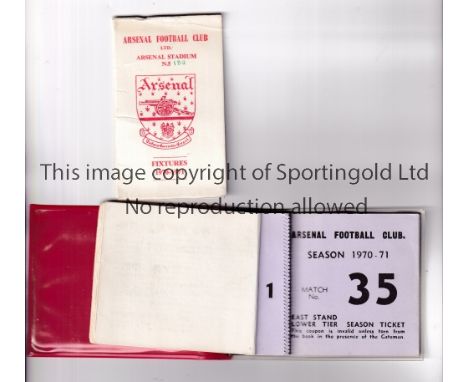 ARSENAL FOOTBALL CLUB
LTD.
ARSENAL STADIUM
N.5
Arsenal
FIXTURES
This image copyright of Sportingold Ltd
No reproduction allowed
ARSENAL FOOTBALL CLUB.
SEASON 1970-71
MATCH No. 35
1
EAST STAND
LOWER TIER SEASON TICKET
This coupon is invalid unless torn from
the book in the presence of the Gateman.